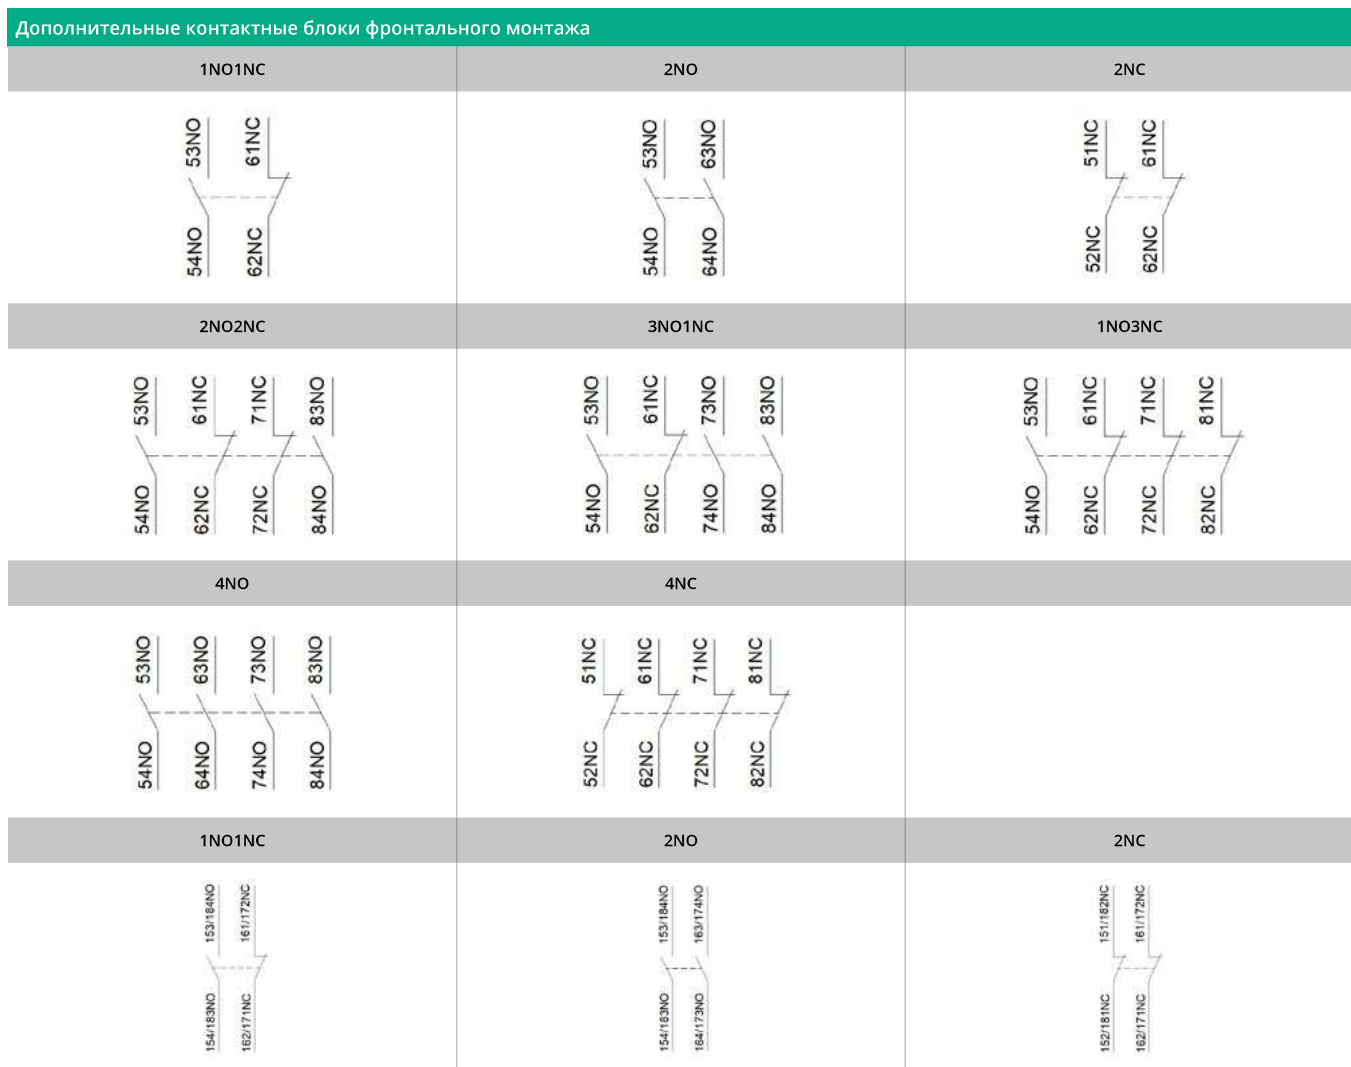 Дополнительные контактные блоки фронтального монтажа
1NO1NC
2NO
2NC
53NO 61NC
54NO 62NC
53NO 63NO
54NO 64NO
51NC 61NC
52NC 62NC
2NO2NC
3NO1NC
1NO3NC
53NO 61NC 71NC 83NO
54NO 62NC 72NC 84NO
53NO 61NC 73NO 83NO
54NO 62NC 74NO 84NO
53NO 61NC 71NC 81NC
54NO 62NC 72NC 82NC
4NO
4NC
53NO 63NO 73NO 83NO
54NO 64NO 74NO 84NO
51NC 61NC 71NC 81NC
52NC 62NC 72NC 82NC
1NO1NC
2NO
2NC
153/184NO 161/172NC
154/183NO 162/171NC
153/184NO 163/174NO
154/183NO 164/173NO
151/182NC 161/172NC
152/181NC 162/171NC